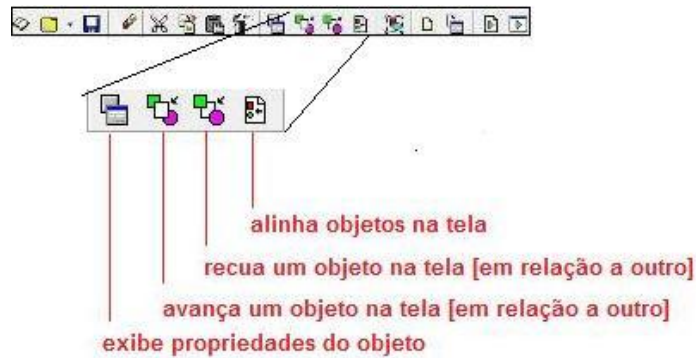 alinha objetos na tela
recua um objeto na tela [em relação a outro]
avança um objeto na tela [em relação a outro]
exibe propriedades do objeto